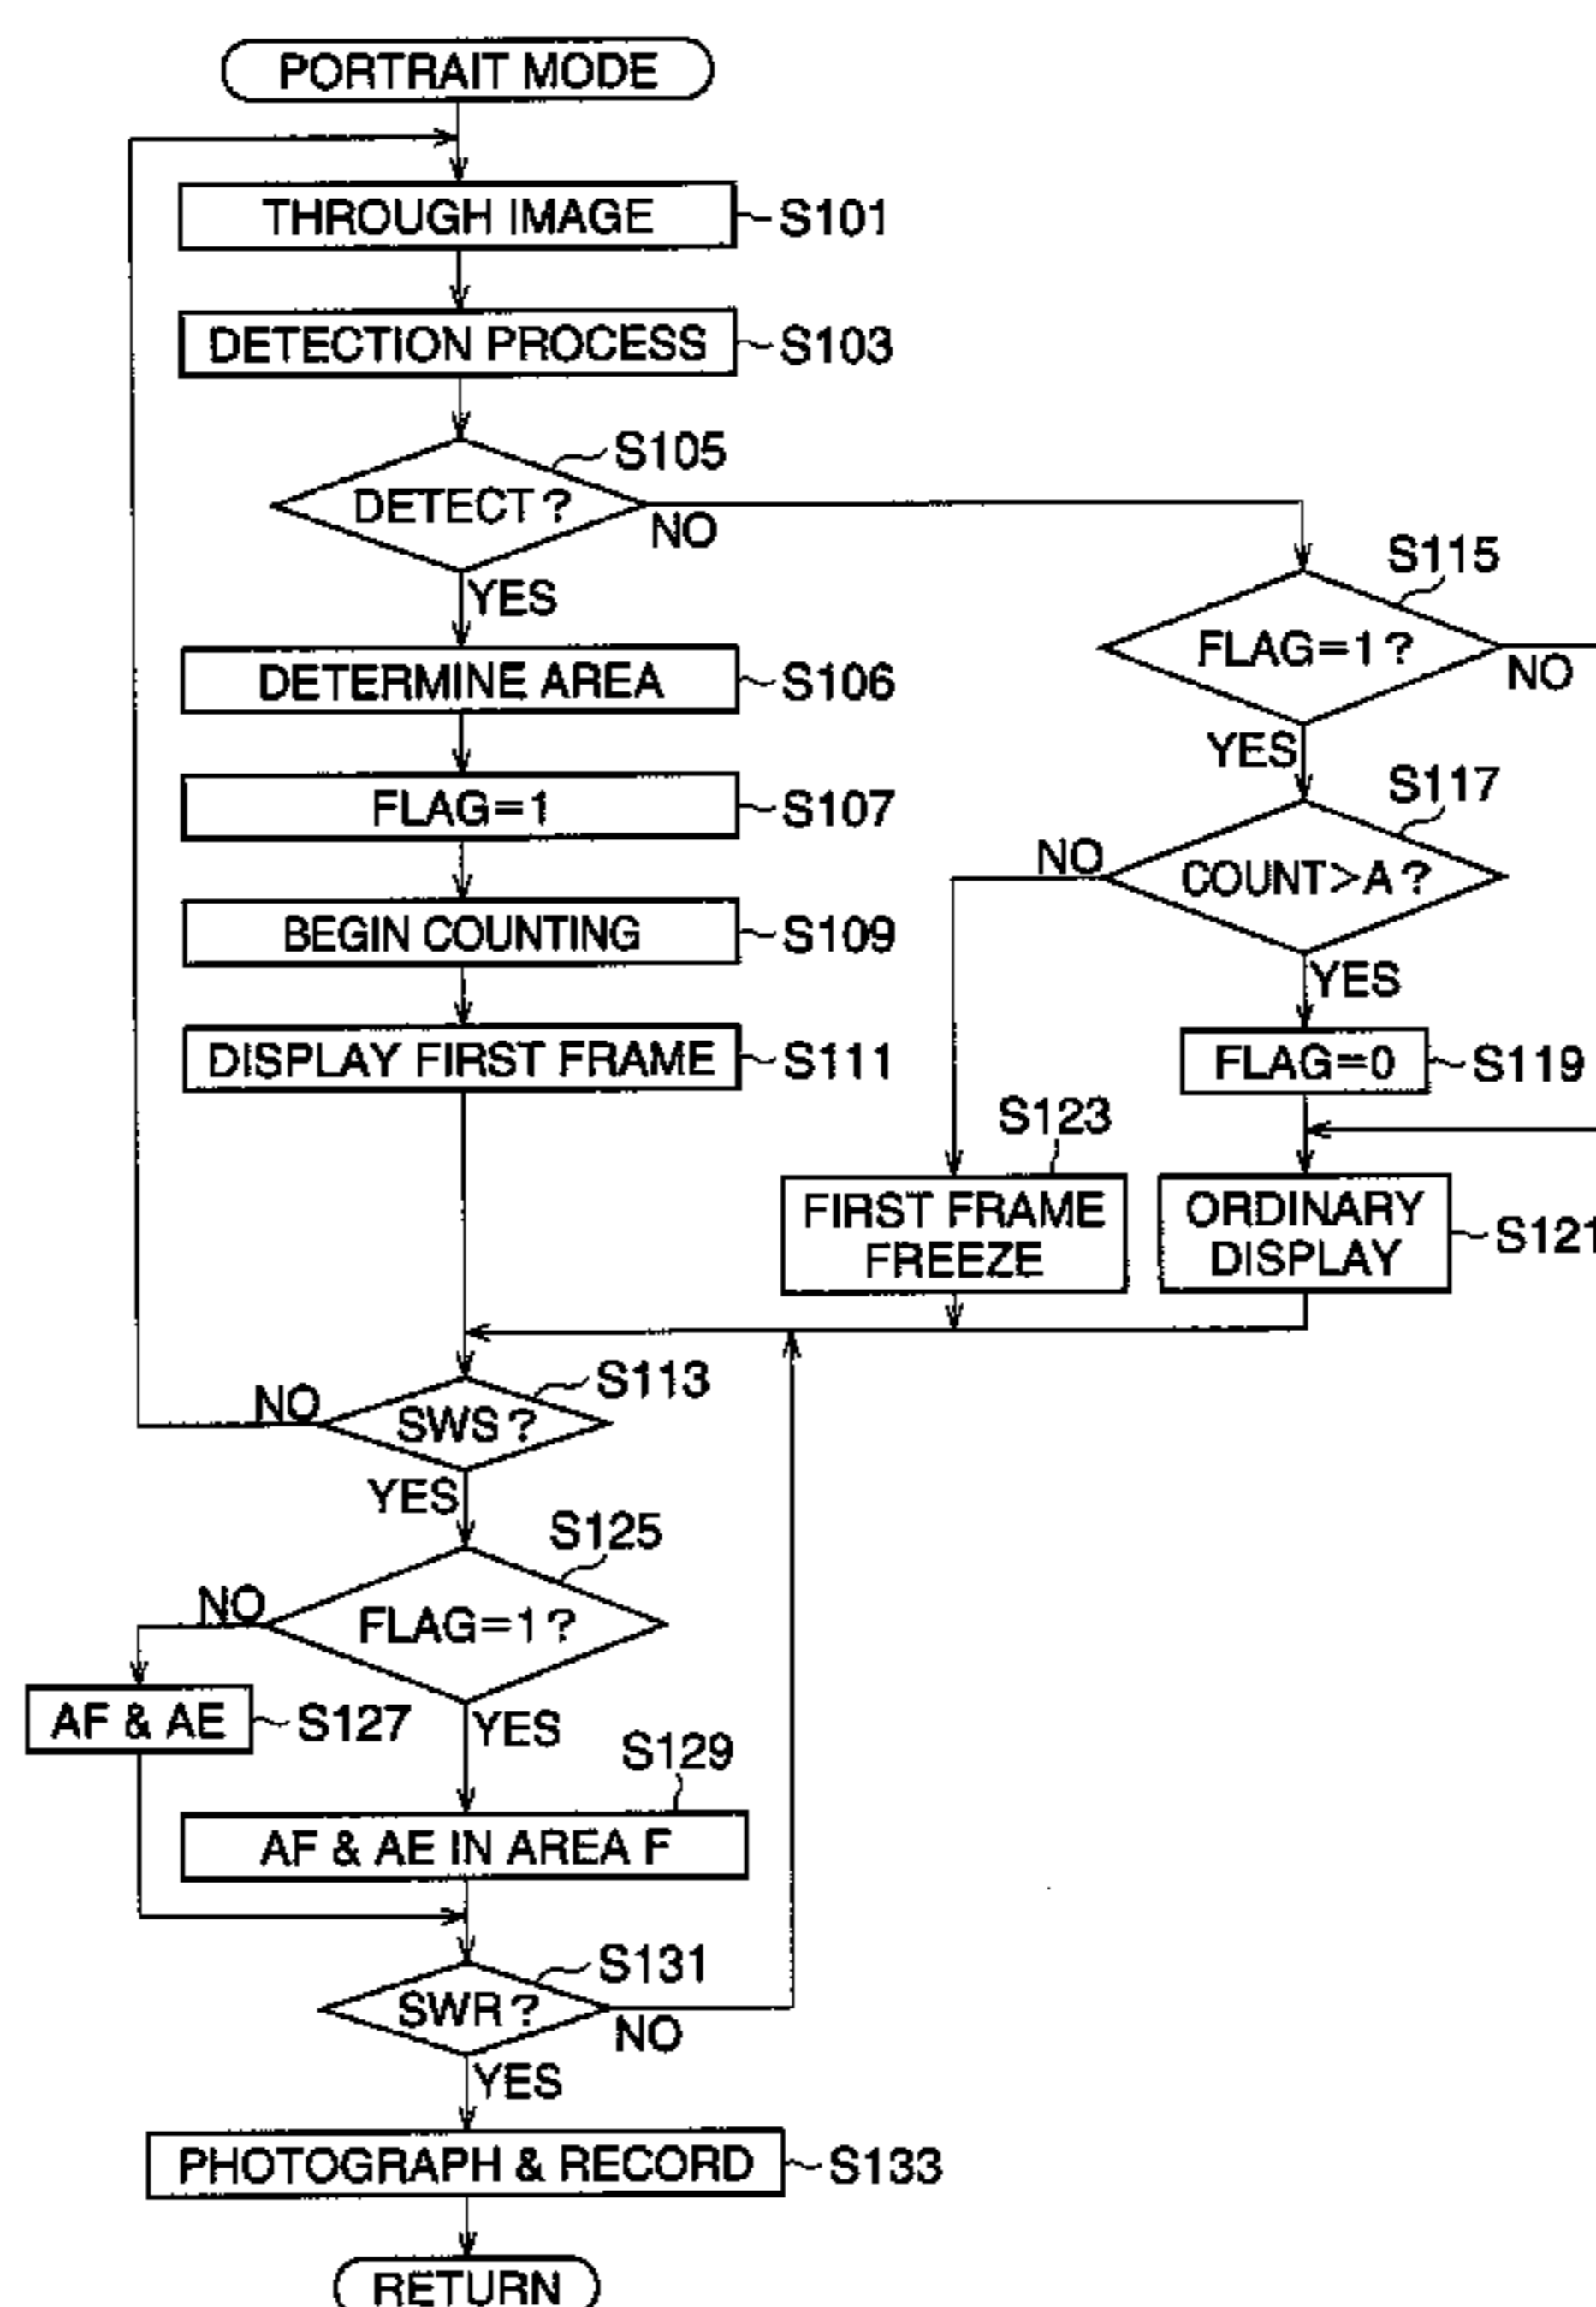 PORTRAIT MODE
THROUGH IMAGE
S101
DETECTION PROCESS
S103
S105
DETECT?
NO
YES
DETERMINE AREA
S106
FLAG=1
S107
BEGIN COUNTING
S109
DISPLAY FIRST FRAME
S111
S115
FLAG=1?
NO
YES
S117
COUNT>A?
NO
YES
FLAG=0
S119
S123
FIRST FRAME
FREEZE
ORDINARY
DISPLAY
S121
S113
SWS?
NO
YES
S125
FLAG=1?
NO
YES
AF & AE
S127
S129
AF & AE IN AREA F
S131
SWR?
NO
YES
PHOTOGRAPH & RECORD
S133
RETURN